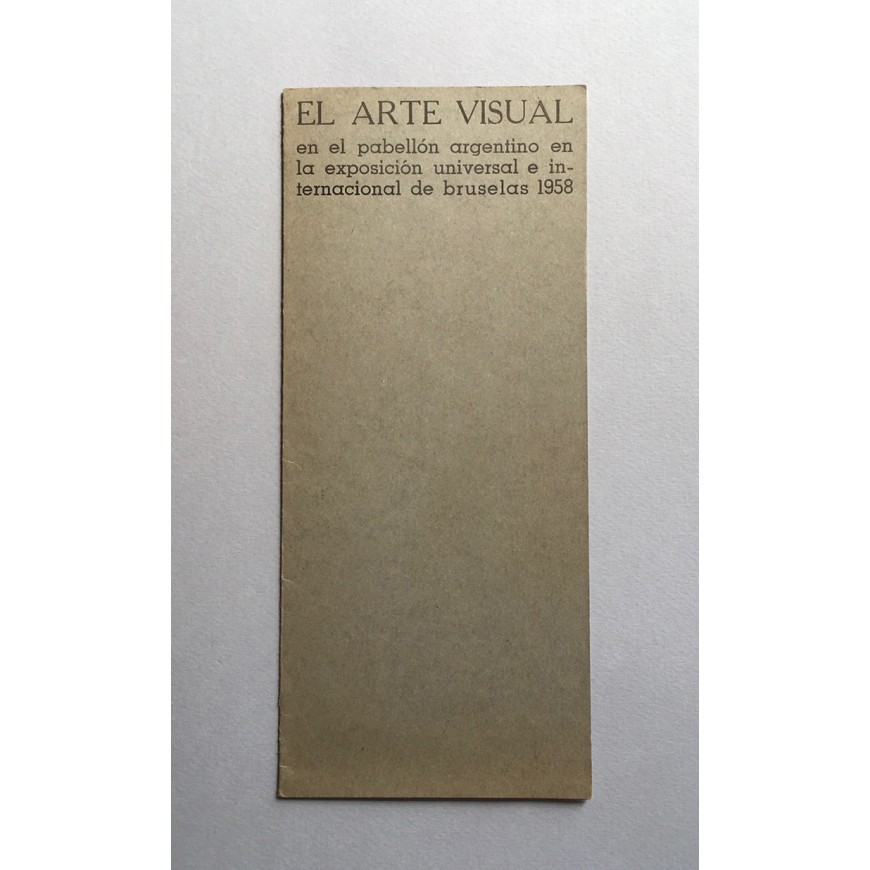 EL ARTE VISUAL
en el pabellón argentino en
la exposición universal e in-
ternacional de bruselas 1958